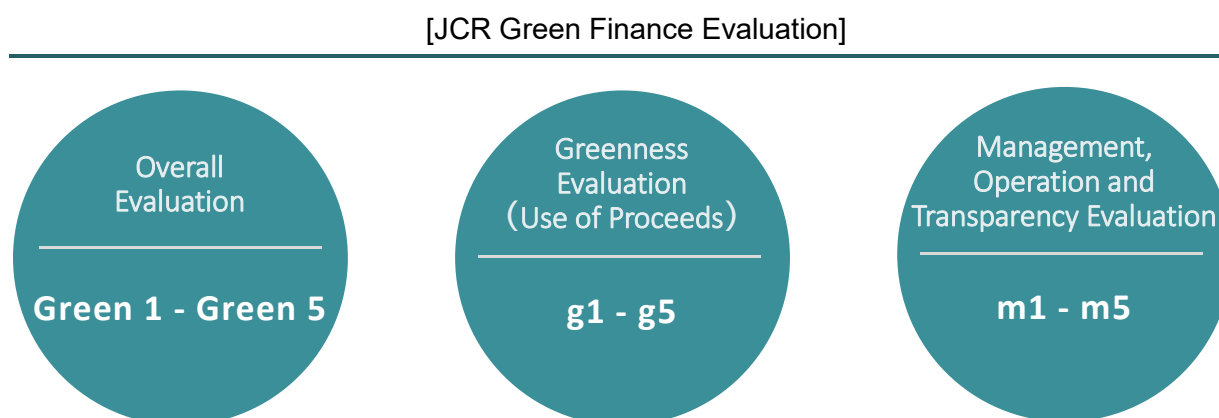 [JCR Green Finance Evaluation]
Overall
Evaluation
Green 1 - Green 5
Greenness
Evaluation
（Use of Proceeds）
g1 - g5
Management,
Operation and
Transparency Evaluation
m1 - m5